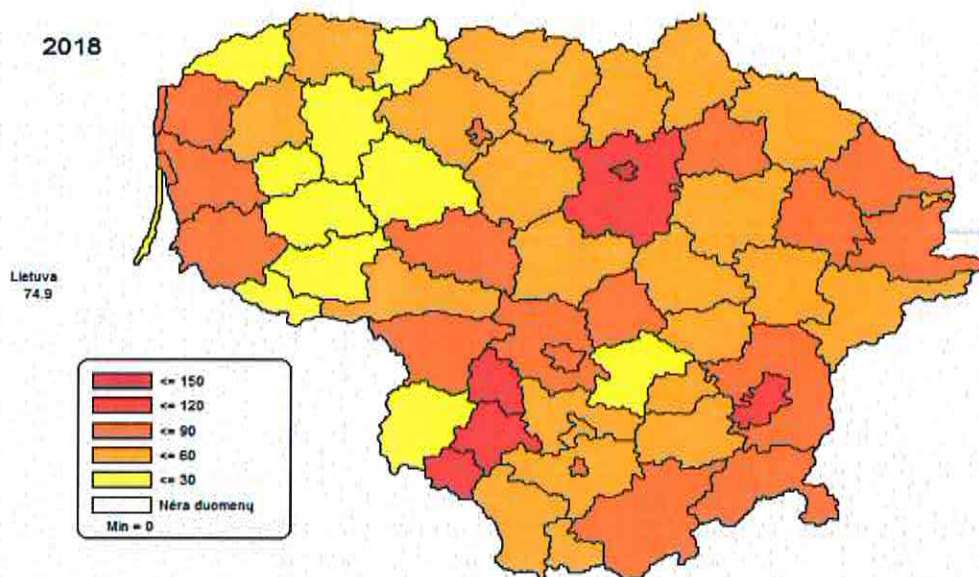 2018
Lietuva
74.9
<= 150
<= 120
<= 90
<= 60
<= 30
Nėra duomenų
Min = 0